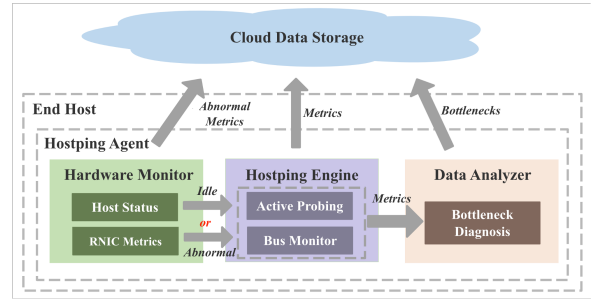 Cloud Data Storage
Abnormal
Metrics
Metrics
Bottlenecks
End Host
Hostping Agent
Hardware Monitor
Host Status
RNIC Metrics
Idle
or
Abnormal
Hostping Engine
Active Probing
Bus Monitor
Metrics
Data Analyzer
Bottleneck
Diagnosis